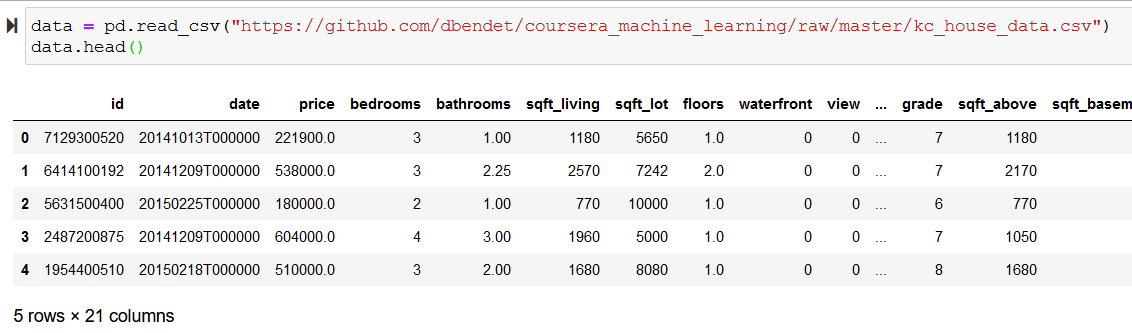 data = pd.read_csv("https://github.com/dbendet/coursera_machine_learning/raw/master/kc_house_data.csv")
data.head()
id date price bedrooms bathrooms sqft_living sqft_lot floors waterfront view ... grade sqft_above sqft_basem
0 7129300520 20141013T000000 221900.0 3 1.00 1180 5650 1.0 0 0 ... 7 1180
1 6414100192 20141209T000000 538000.0 3 2.25 2570 7242 2.0 0 0 ... 7 2170
2 5631500400 20150225T000000 180000.0 2 1.00 770 10000 1.0 0 0 ... 6 770
3 2487200875 20141209T000000 604000.0 4 3.00 1960 5000 1.0 0 0 ... 7 1050
4 1954400510 20150218T000000 510000.0 3 2.00 1680 8080 1.0 0 0 ... 8 1680
5 rows × 21 columns